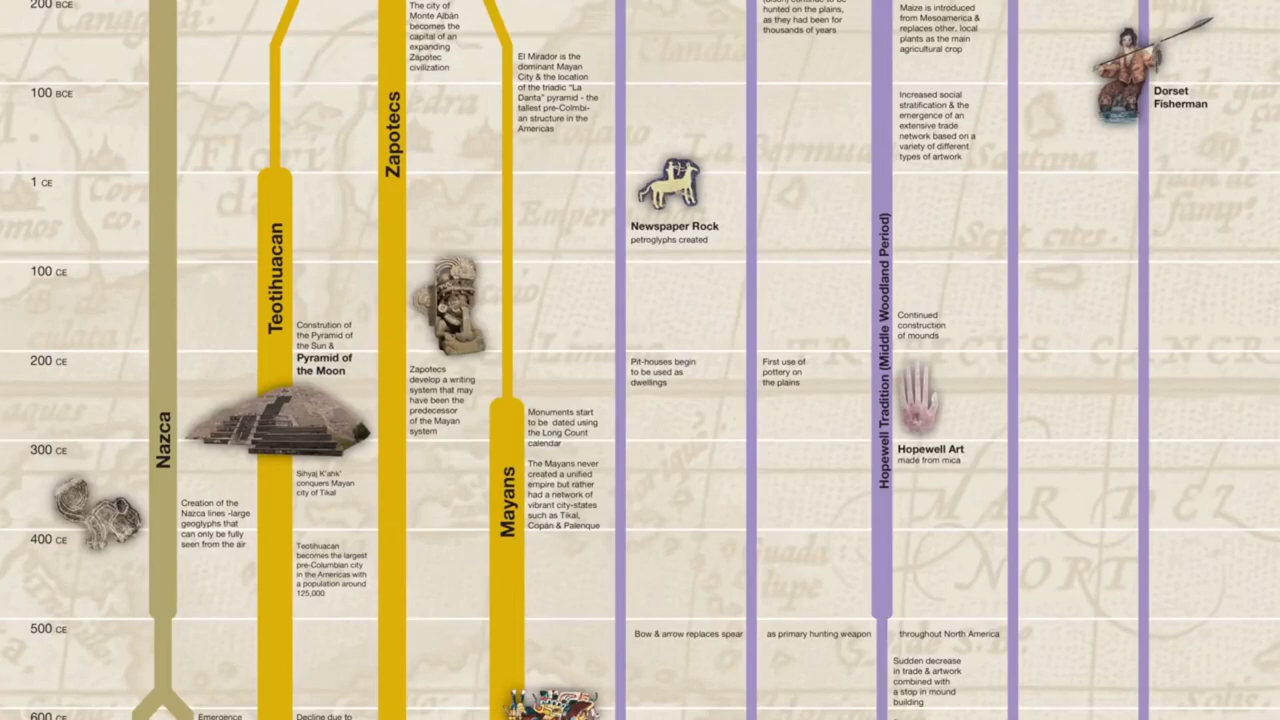 200 BCE
100 BCE
1 CE
100 CE
200 CE
300 CE
400 CE
500 CE
600 CE
Nazca
Creation of the
Nazca lines -large
geoglyphs that
can only be fully
seen from the air
Emergence
Teotihuacan
Constrution of
the Pyramid of
the Sun &
Pyramid of
the Moon
Sihyaj K'ahk'
conquers Mayan
city of Tikal
Teotihuacan
becomes the largest
pre-Columbian city
in the Americas with
a population around
125,000
Decline due to
Zapotecs
The city of
Monte Albán
becomes the
capital of an
expanding
Zapotec
civilization
Zapotecs
develop a writing
system that may
have been the
predecessor
of the Mayan
system
Mayans
El Mirador is the
dominant Mayan
City & the location
of the triadic "La
Danta" pyramid - the
tallest pre-Colmbi-
an structure in the
Americas
Monuments start
to be dated using
the Long Count
calendar
The Mayans never
created a unified
empire but rather
had a network of
vibrant city-states
such as Tikal,
Copán & Palenque
Newspaper Rock
petroglyphs created
Pit-houses begin
to be used as
dwellings
hunted on the plains,
as they had been for
thousands of years
First use of
pottery on
the plains
Hopewell Tradition (Middle Woodland Period)
Maize is introduced
from Mesoamerica &
replaces other, local
plants as the main
agricultural crop
Increased social
stratification & the
emergence of an
extensive trade
network based on a
variety of different
types of artwork
Continued
construction
of mounds
Hopewell Art
made from mica
Bow & arrow replaces spear as primary hunting weapon throughout North America
Sudden decrease
in trade & artwork
combined with
a stop in mound
building
Dorset
Fisherman